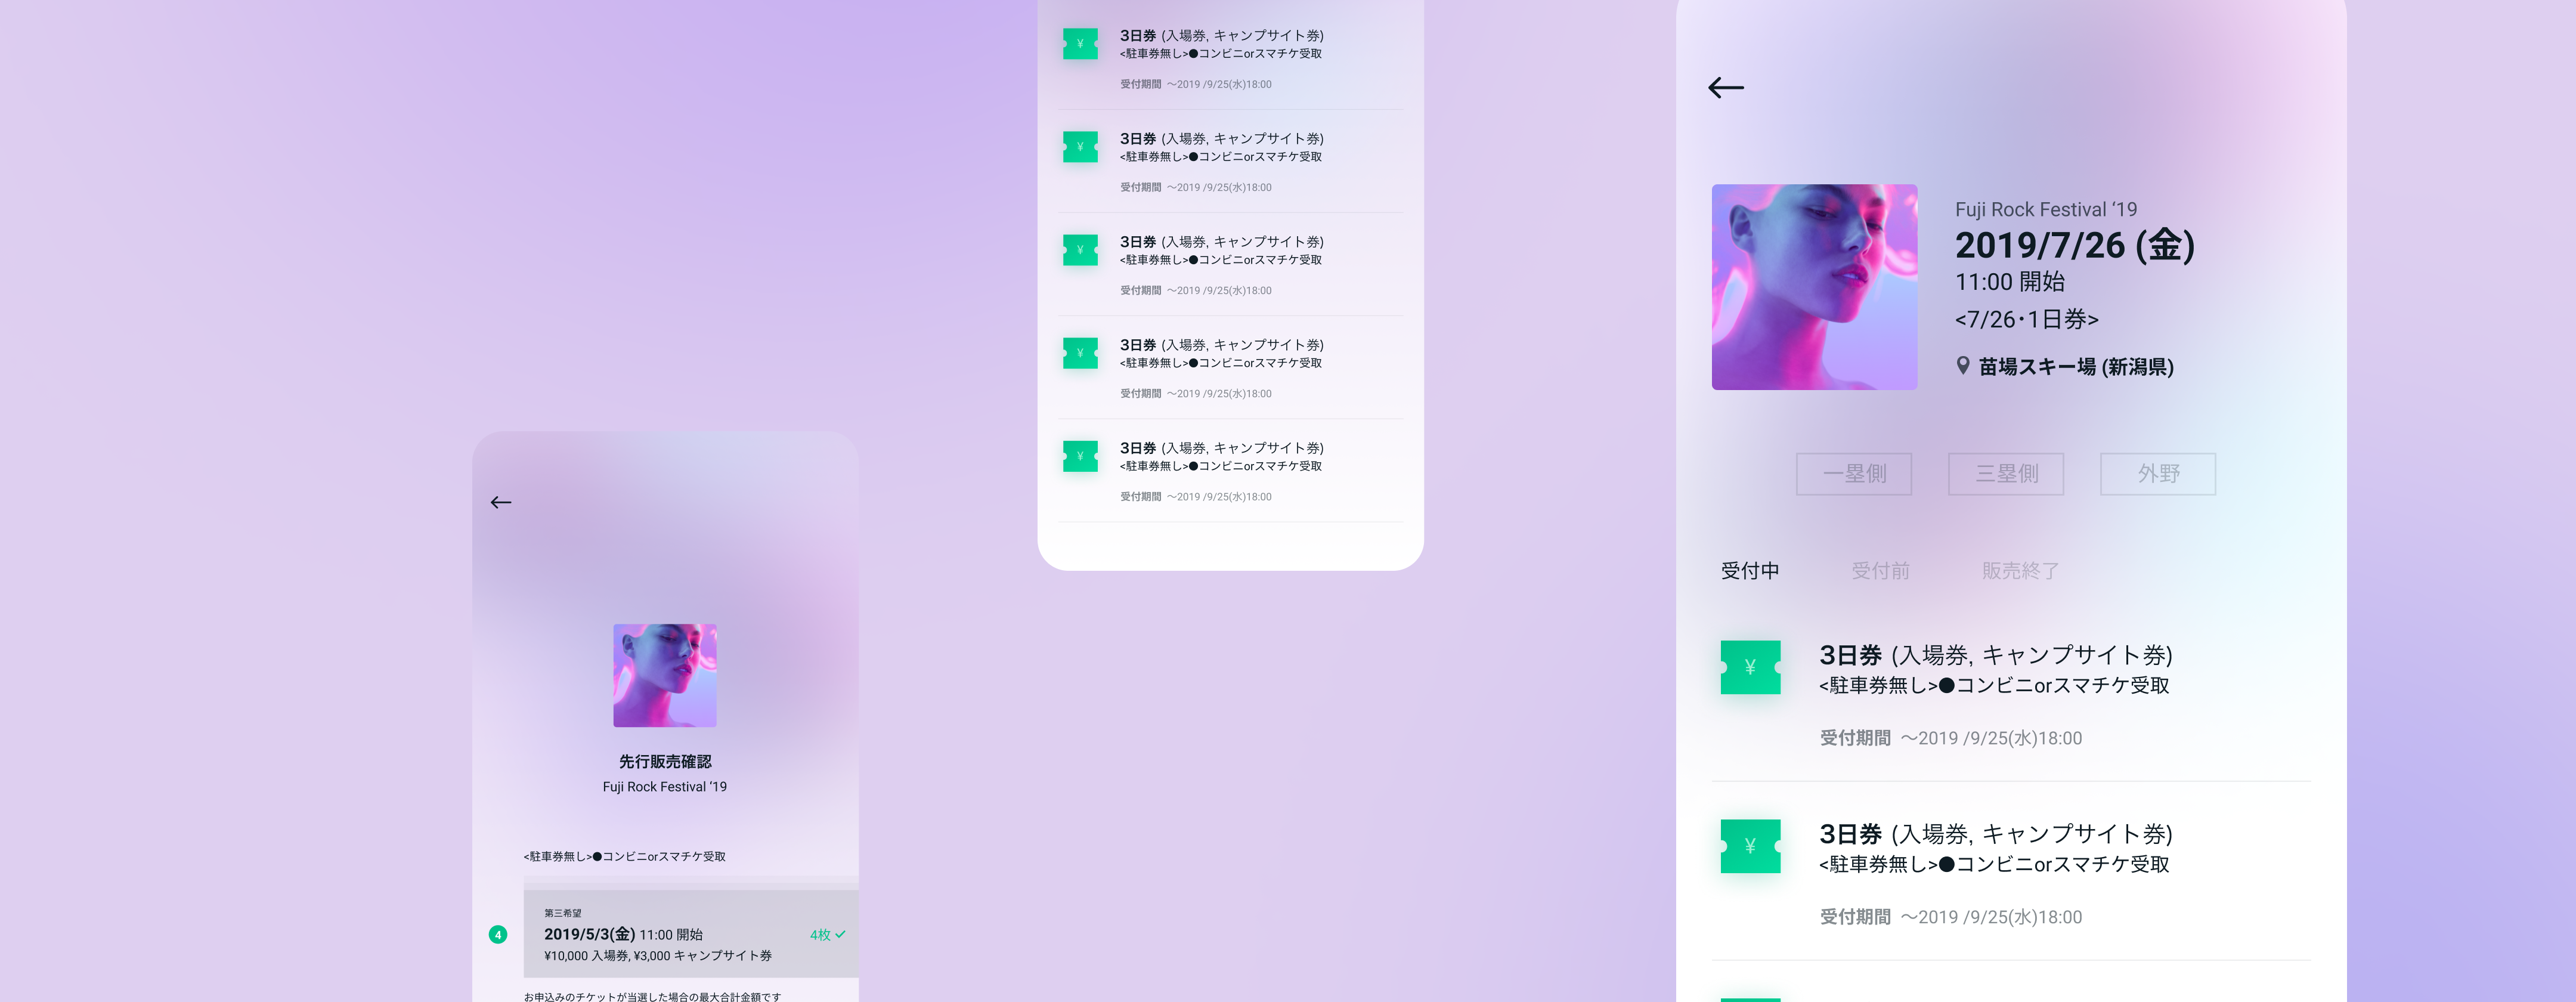 ¥
3日券 (入場券, キャンプサイト券)
<駐車券無し>●コンビニorスマチケ受取
受付期間 〜2019 /9/25(水)18:00
¥
3日券 (入場券, キャンプサイト券)
<駐車券無し>●コンビニorスマチケ受取
受付期間 〜2019 /9/25(水)18:00
¥
3日券 (入場券, キャンプサイト券)
<駐車券無し>●コンビニorスマチケ受取
受付期間 〜2019 /9/25(水)18:00
¥
3日券 (入場券, キャンプサイト券)
<駐車券無し>●コンビニorスマチケ受取
受付期間 〜2019 /9/25(水)18:00
¥
3日券 (入場券, キャンプサイト券)
<駐車券無し>●コンビニorスマチケ受取
受付期間 〜2019 /9/25(水)18:00
先行販売確認
Fuji Rock Festival ‘19
<駐車券無し>●コンビニorスマチケ受取
第三希望
4
2019/5/3(金) 11:00 開始
4枚
¥10,000 入場券, ¥3,000 キャンプサイト券
お申込みのチケットが当選した場合の最大合計金額です
Fuji Rock Festival ‘19
2019/7/26 (金)
11:00 開始
<7/26･1日券>
苗場スキー場 (新潟県)
一塁側 三塁側 外野
受付中 受付前 販売終了
¥
3日券 (入場券, キャンプサイト券)
<駐車券無し>●コンビニorスマチケ受取
受付期間 〜2019 /9/25(水)18:00
¥
3日券 (入場券, キャンプサイト券)
<駐車券無し>●コンビニorスマチケ受取
受付期間 〜2019 /9/25(水)18:00